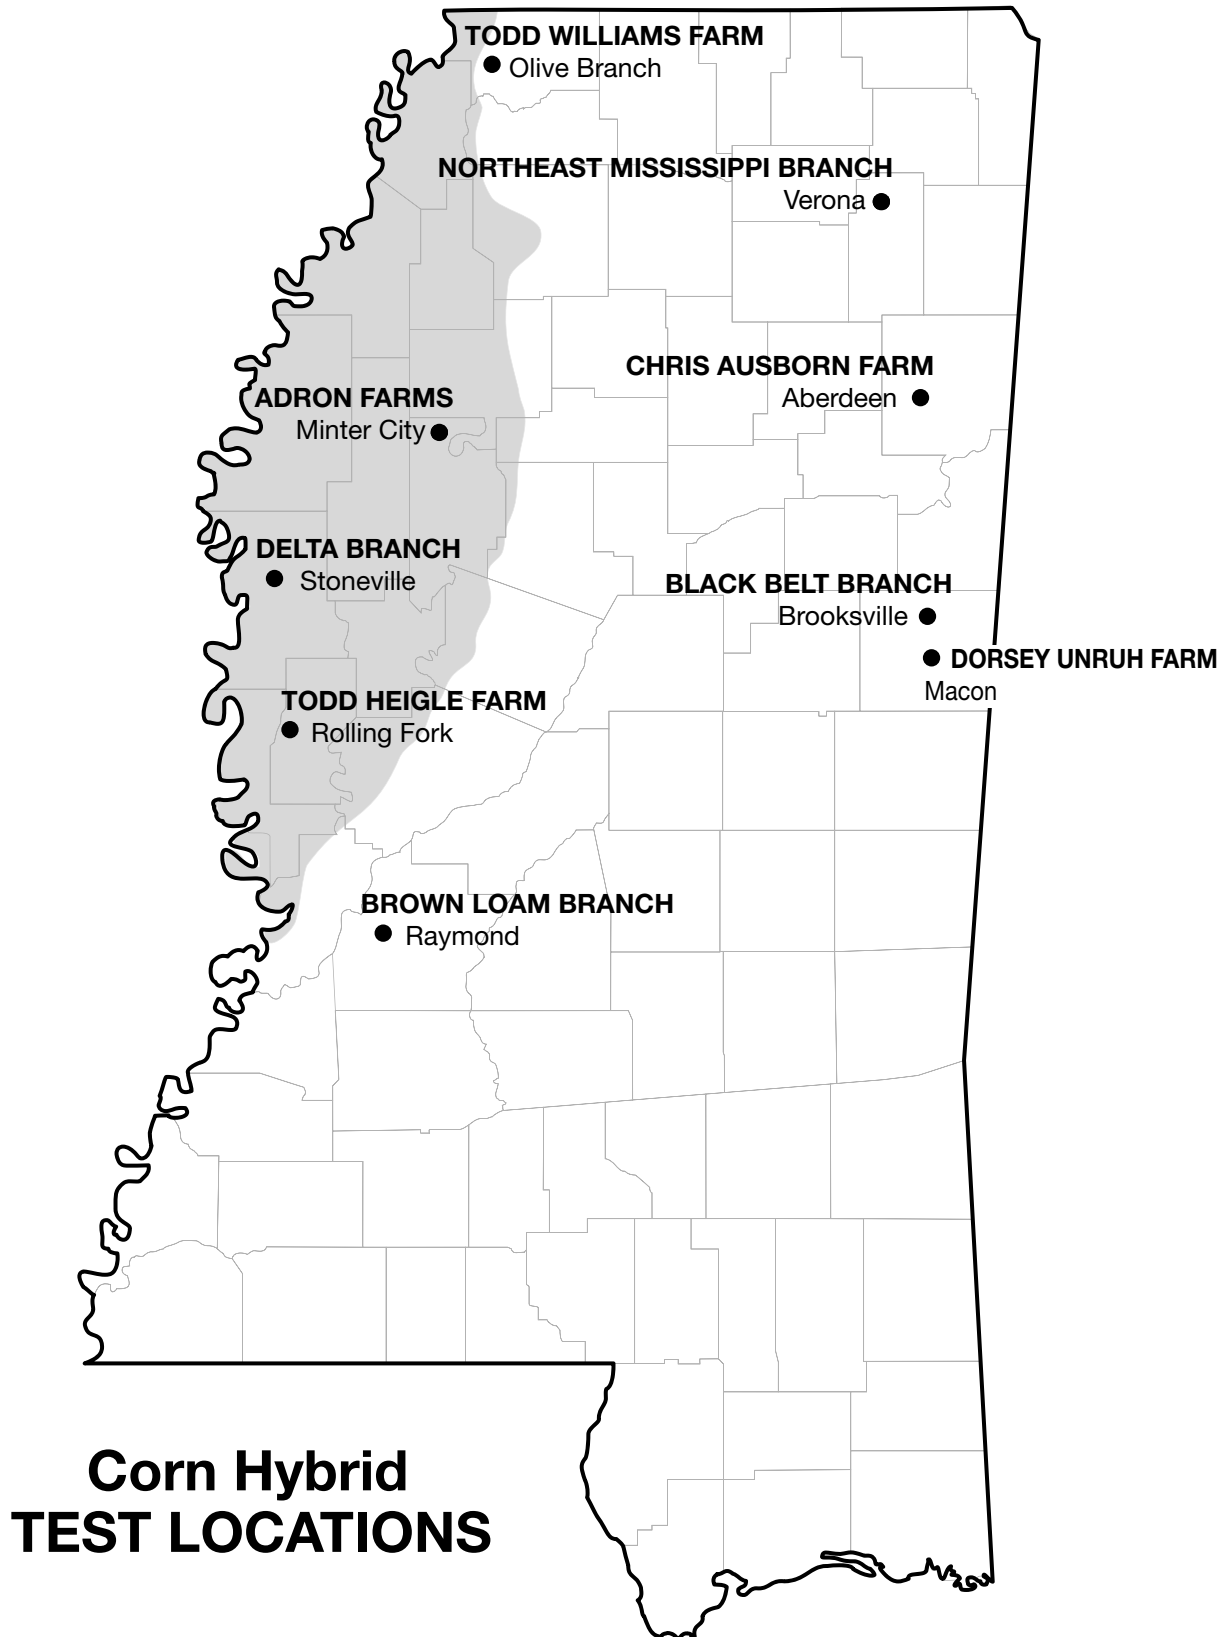 TODD WILLIAMS FARM
Olive Branch
NORTHEAST MISSISSIPPI BRANCH
Verona
CHRIS AUSBORN FARM
Aberdeen
ADRON FARMS
Minter City
DELTA BRANCH
Stoneville
BLACK BELT BRANCH
Brooksville
DORSEY UNRUH FARM
Macon
TODD HEIGLE FARM
Rolling Fork
BROWN LOAM BRANCH
Raymond
Corn Hybrid
TEST LOCATIONS